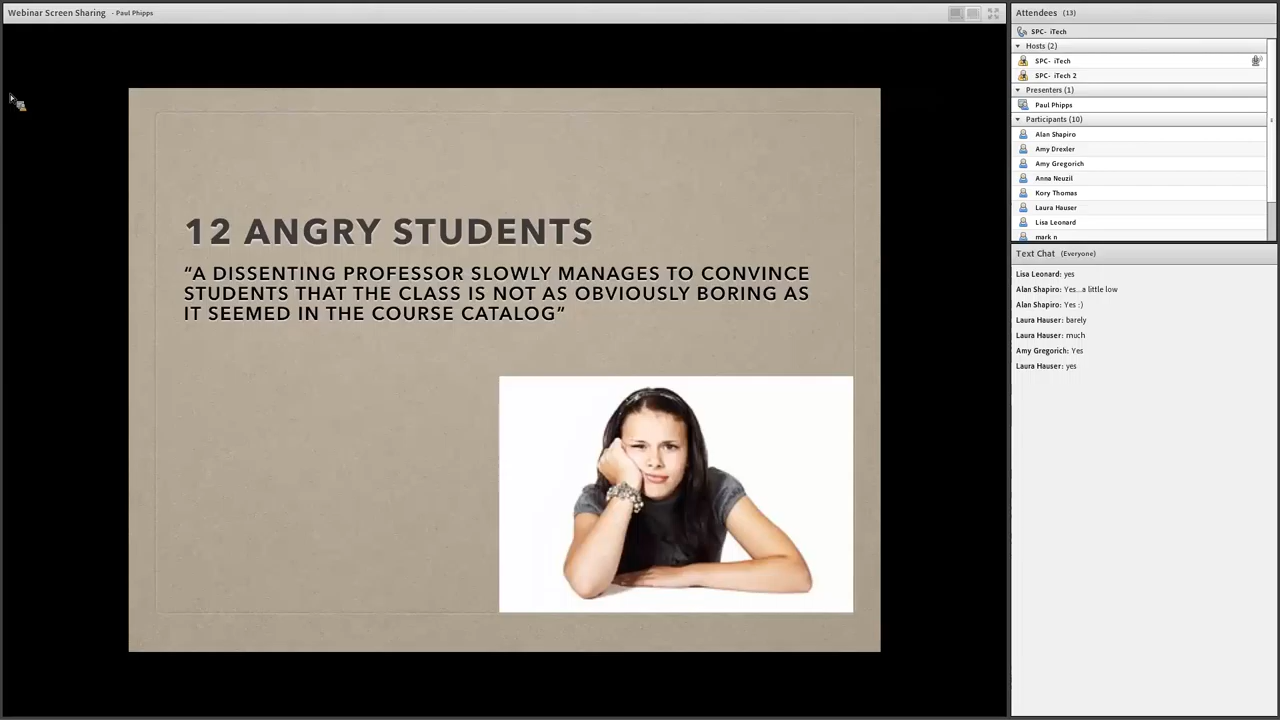 Webinar Screen Sharing - Paul Phipps
12 ANGRY STUDENTS
“A DISSENTING PROFESSOR SLOWLY MANAGES TO CONVINCE
STUDENTS THAT THE CLASS IS NOT AS OBVIOUSLY BORING AS
IT SEEMED IN THE COURSE CATALOG”
Attendees (13)
SPC- iTech
Hosts (2)
SPC- iTech
SPC- iTech 2
Presenters (1)
Paul Phipps
Participants (10)
Alan Shapiro
Amy Drexler
Amy Gregorich
Anna Neuzil
Kory Thomas
Laura Hauser
Lisa Leonard
mark n
Text Chat (Everyone)
Lisa Leonard: yes
Alan Shapiro: Yes...a little low
Alan Shapiro: Yes :)
Laura Hauser: barely
Laura Hauser: much
Amy Gregorich: Yes
Laura Hauser: yes